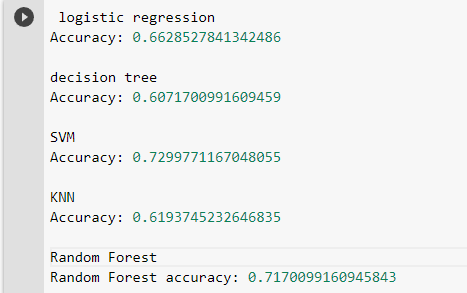 logistic regression
Accuracy: 0.6628527841342486
decision tree
Accuracy: 0.6071700991609459
SVM
Accuracy: 0.7299771167048055
KNN
Accuracy: 0.6193745232646835
Random Forest
Random Forest accuracy: 0.7170099160945843